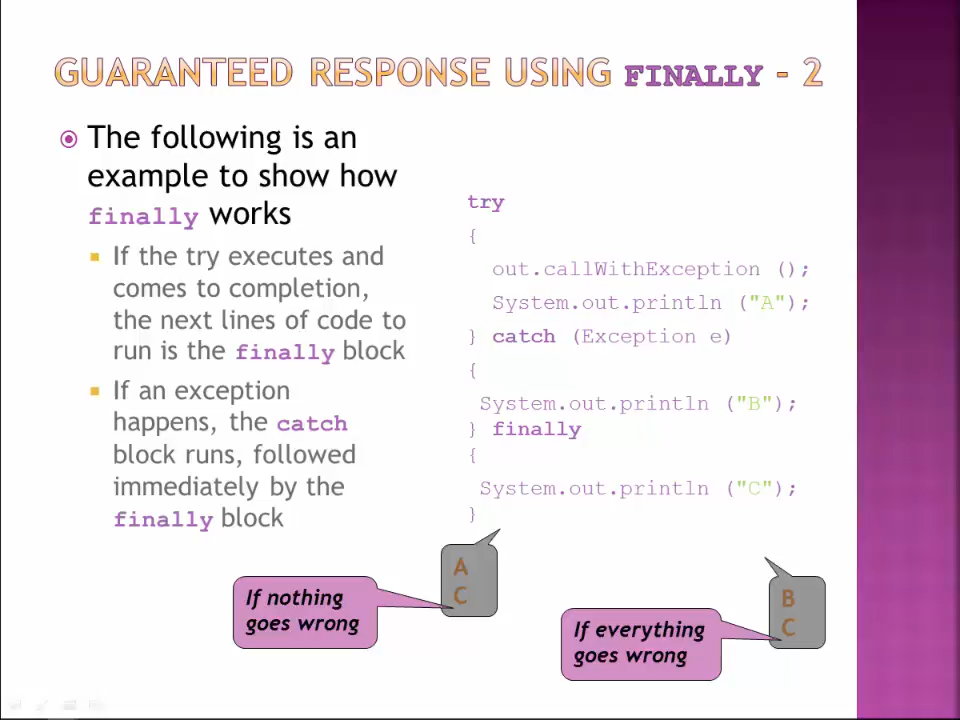 GUARANTEED RESPONSE USING FINALLY - 2
The following is an
example to show how
finally works
If the try executes and
comes to completion,
the next lines of code to
run is the finally block
If an exception
happens, the catch
block runs, followed
immediately by the
finally block
try
{
out.callWithException ();
System.out.println ("A");
} catch (Exception e)
{
System.out.println ("B");
} finally
{
System.out.println ("C");
}
A
C
If nothing
goes wrong
B
C
If everything
goes wrong